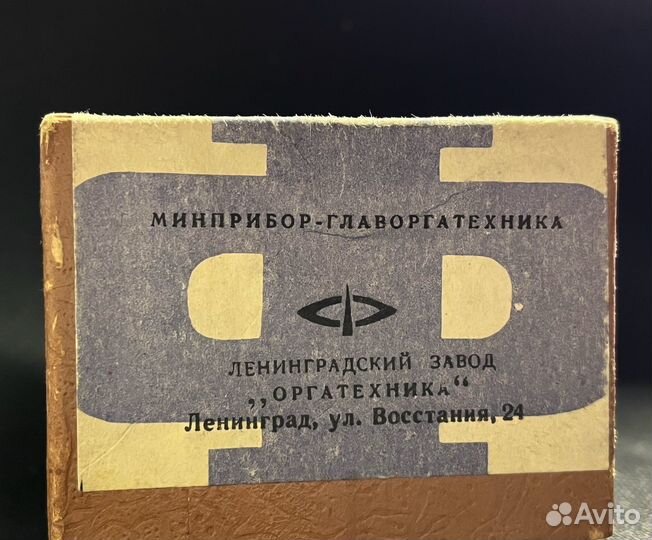 МИНПРИБОР-ГЛАВОРГАТЕХНИКА
ЛЕНИНГРАДСКИЙ ЗАВОД
„ОРГАТЕХНИКА“
Ленинград, ул. Восстания, 24
Avito